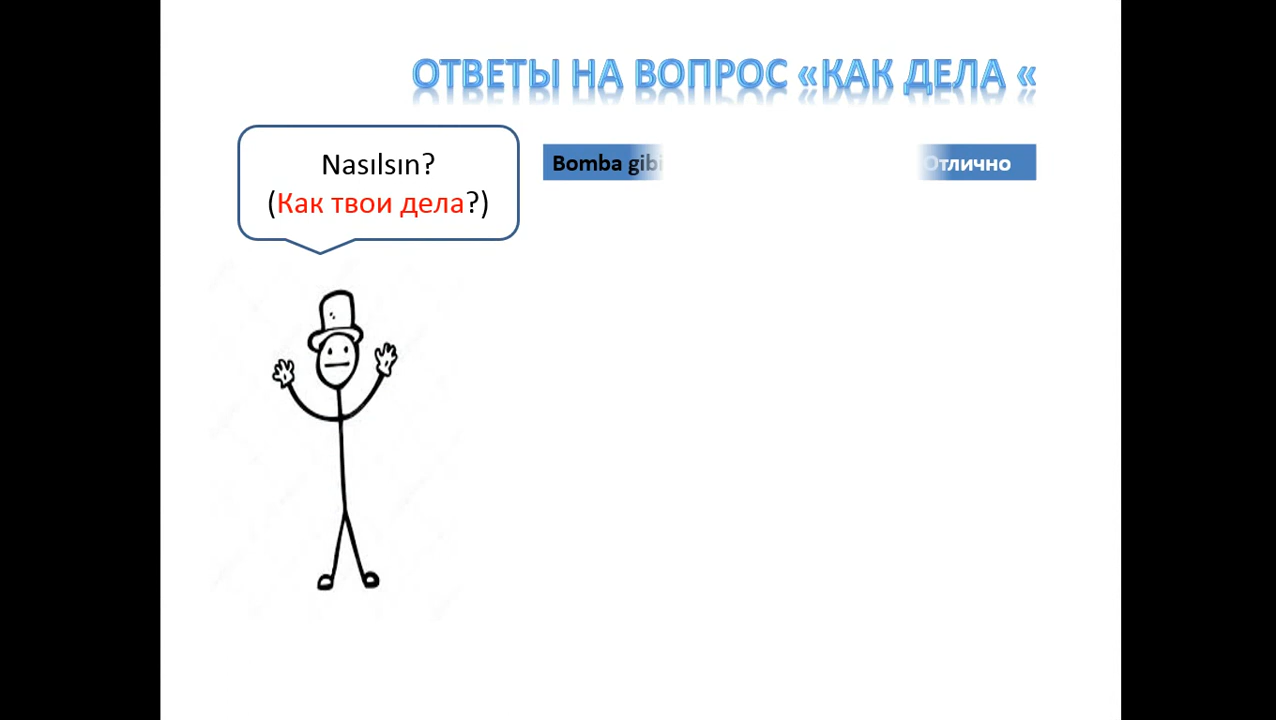 ОТВЕТЫ НА ВОПРОС «КАК ДЕЛА «
Nasılsın?
(Как твои дела?)
Bomba gibi
Отлично